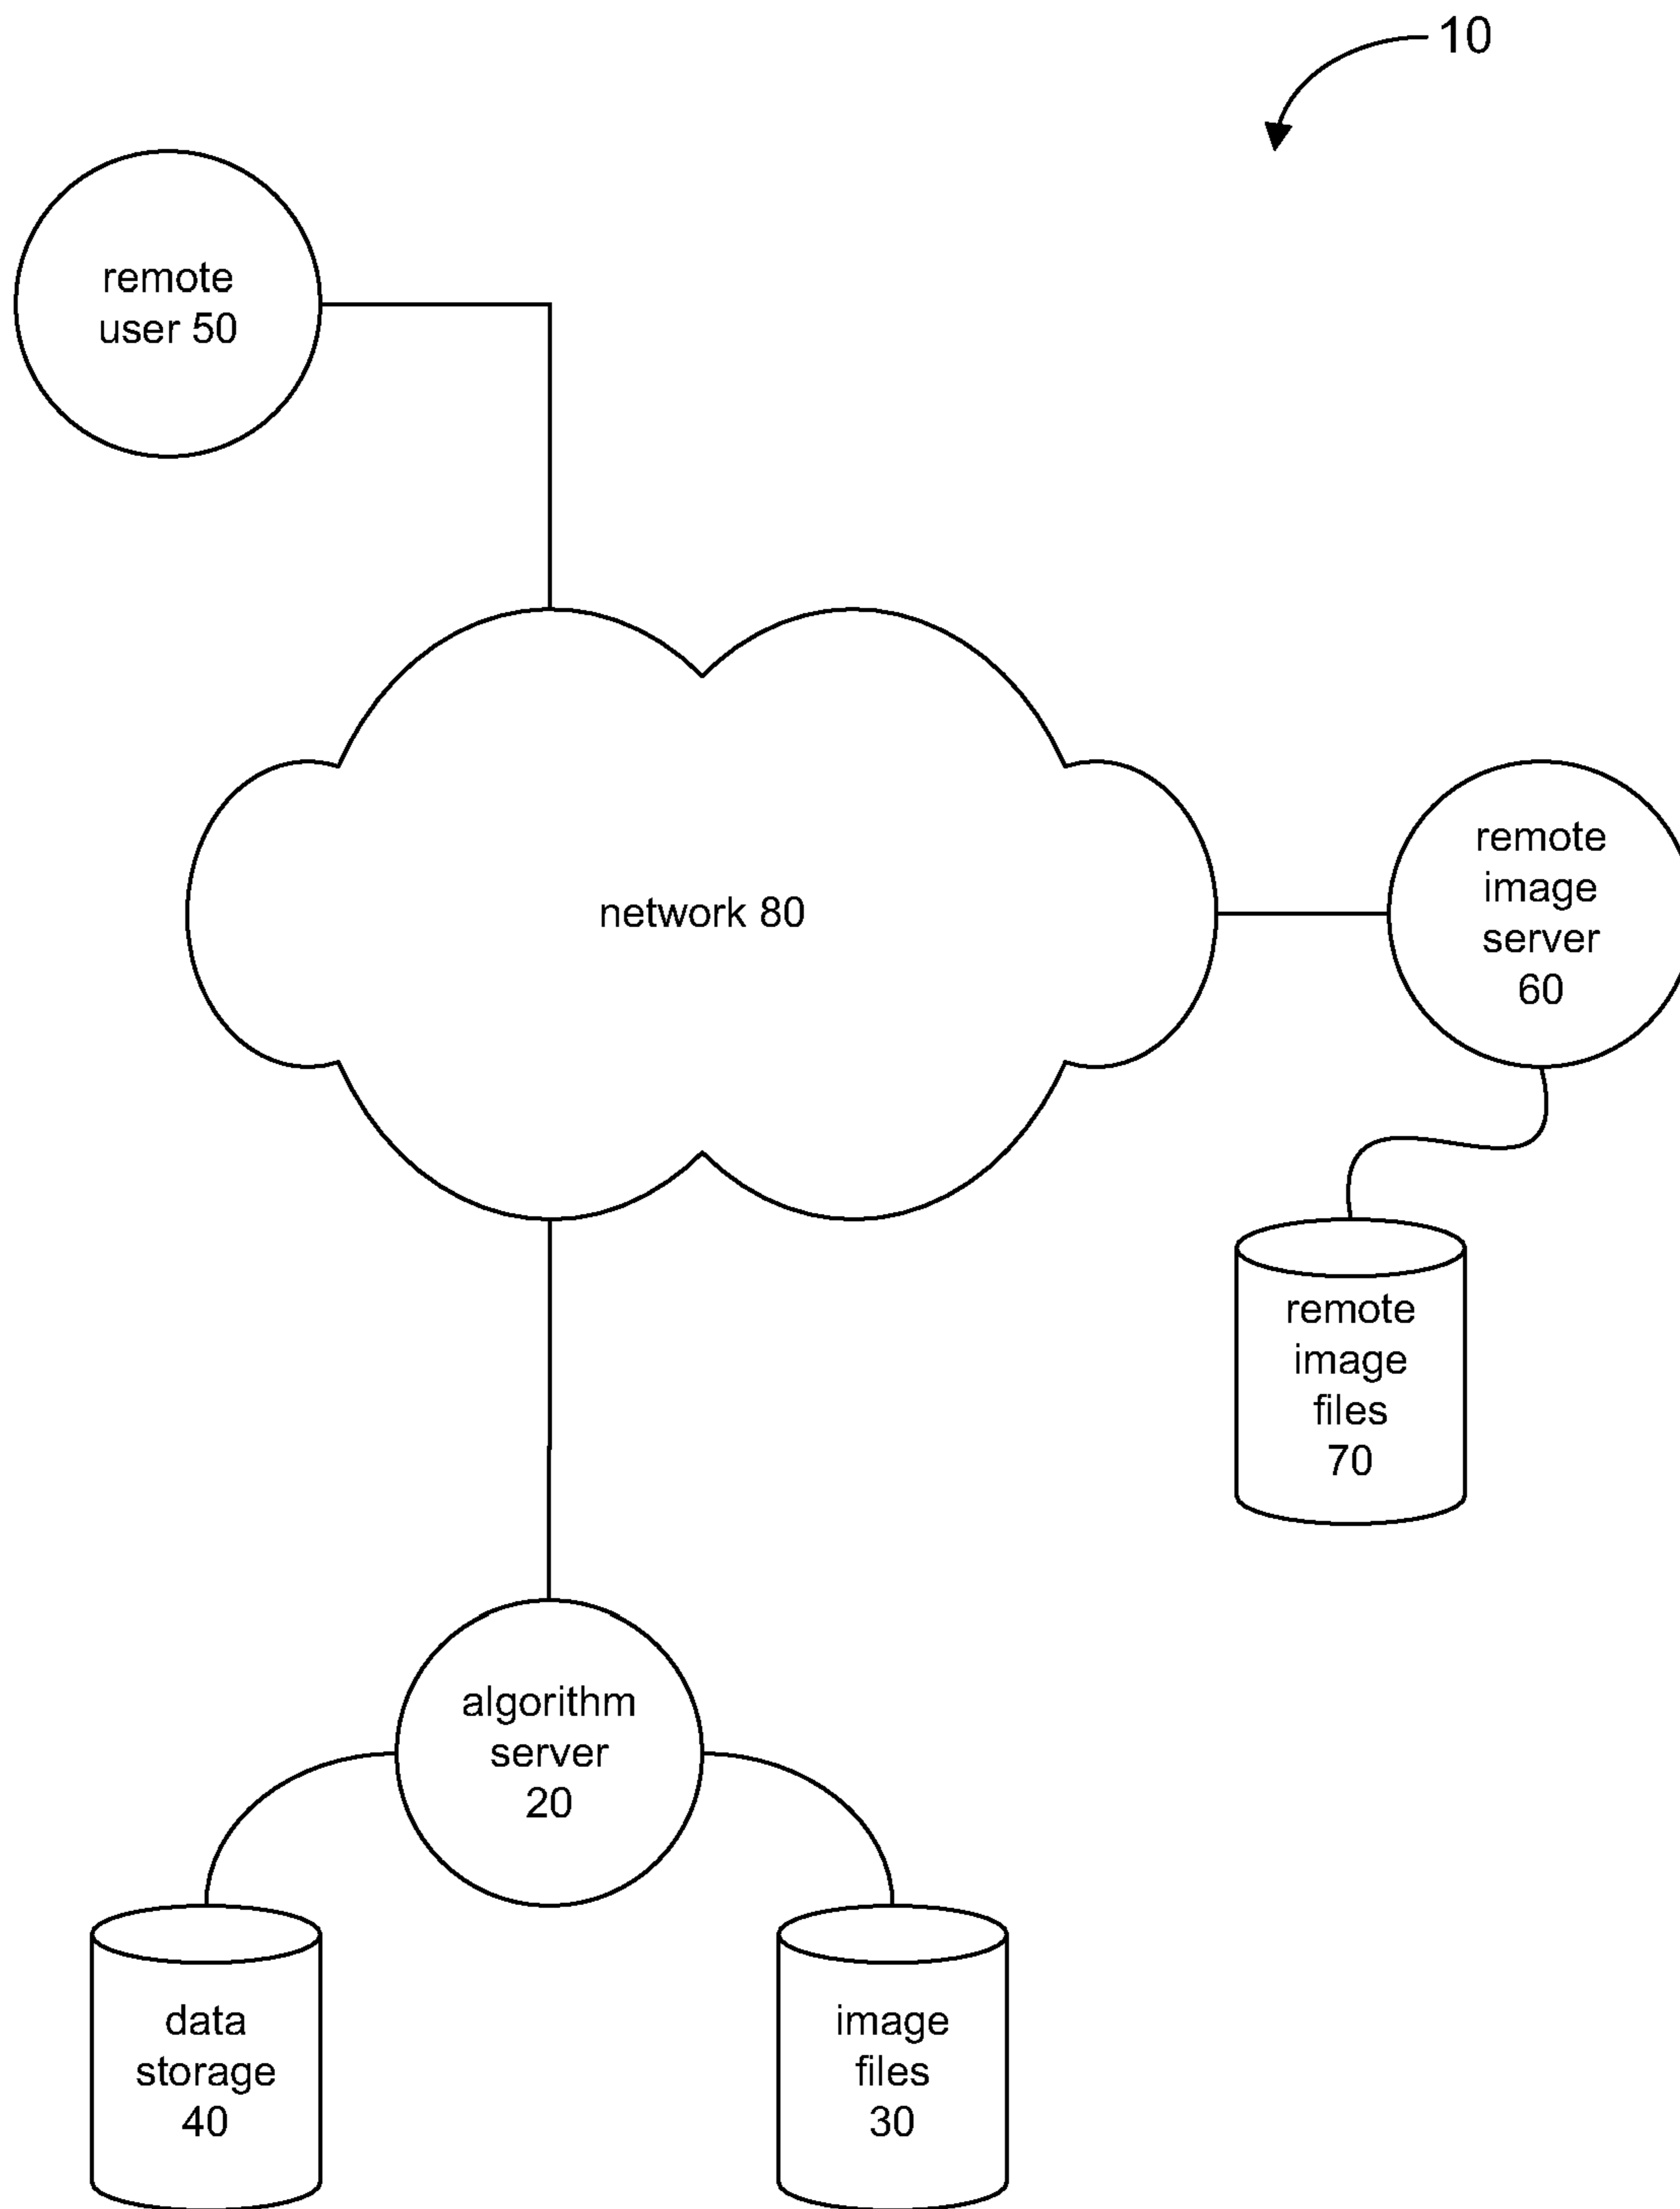 10
remote
user 50
network 80
remote
image
server
60
remote
image
files
70
algorithm
server
20
data
storage
40
image
files
30